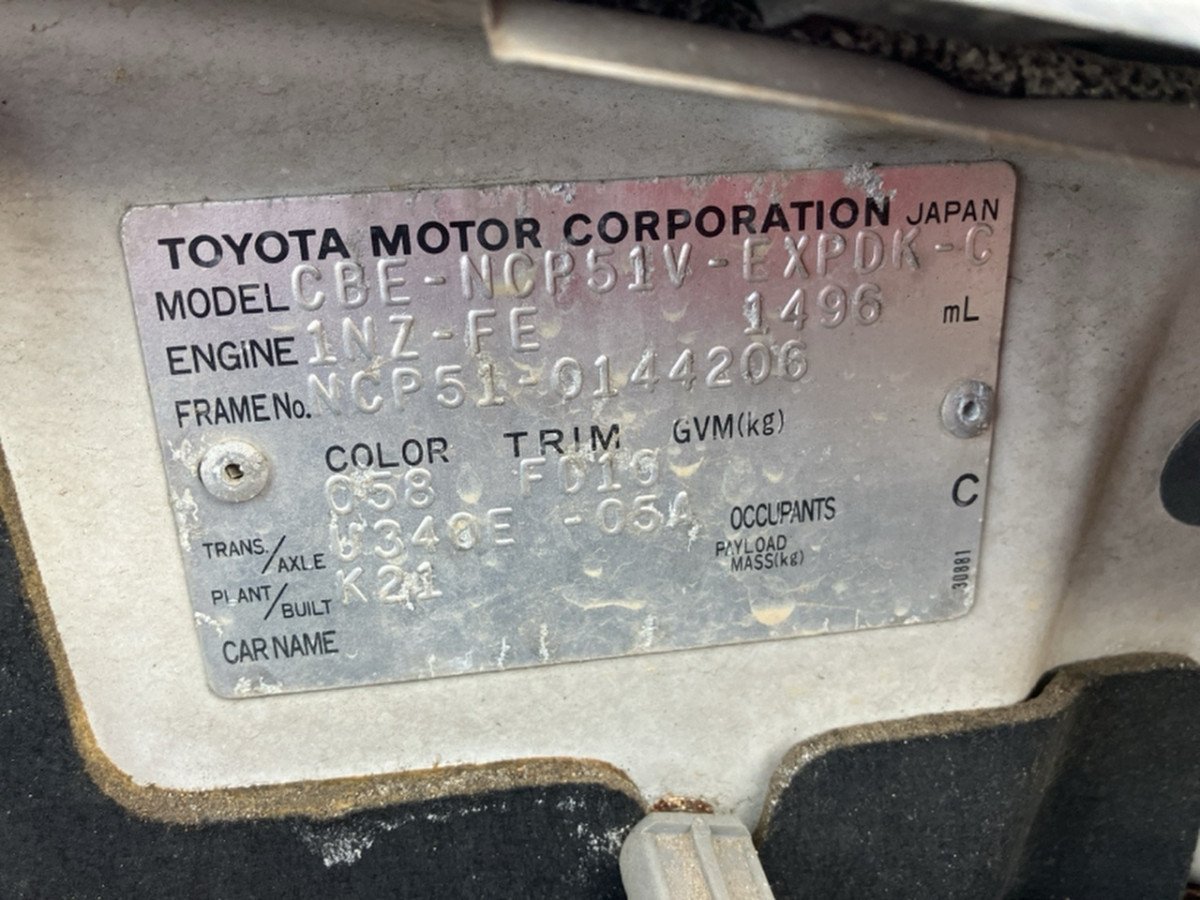 TOYOTA MOTOR CORPORATION JAPAN
MODEL CBE-NCP51V-EXPDK-C
ENGINE 1NZ-FE 1496 mL
FRAME No. NCP51-0144206
COLOR TRIM GVM(kg)
058 FD1G
TRANS./AXLE U340E -05A OCCUPANTS C
PAYLOAD MASS(kg)
PLANT/BUILT K21
30881
CAR NAME